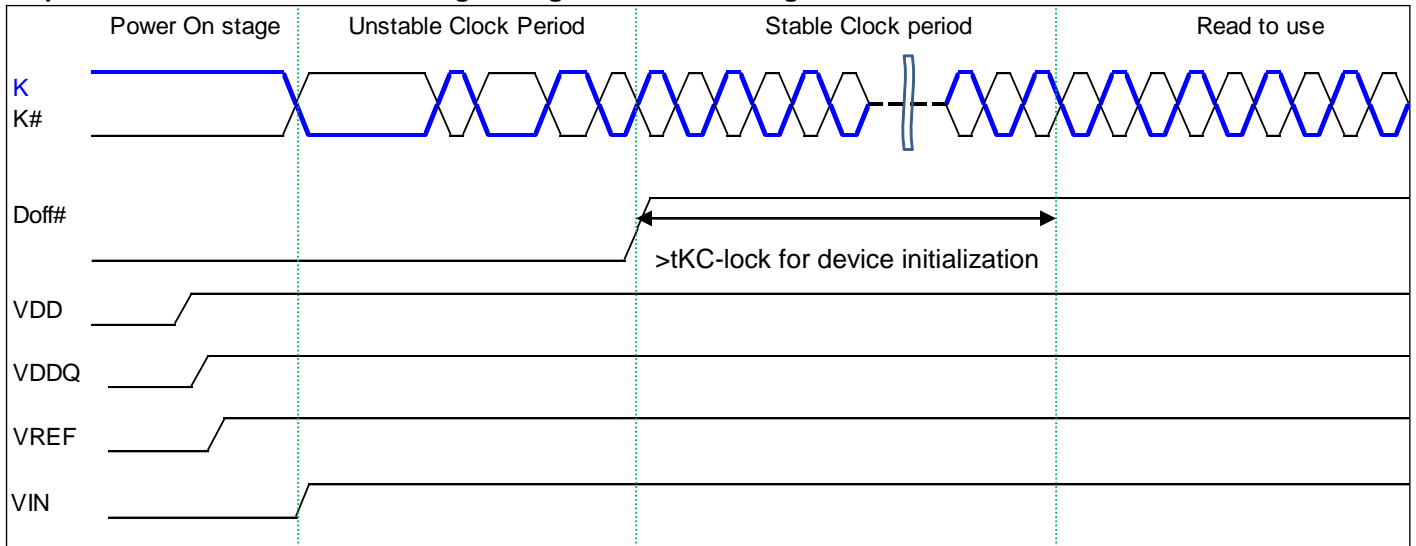 Power On stage
Unstable Clock Period
Stable Clock period
Read to use
K
K#
Doff#
>tKC-lock for device initialization
VDD
VDDQ
VREF
VIN